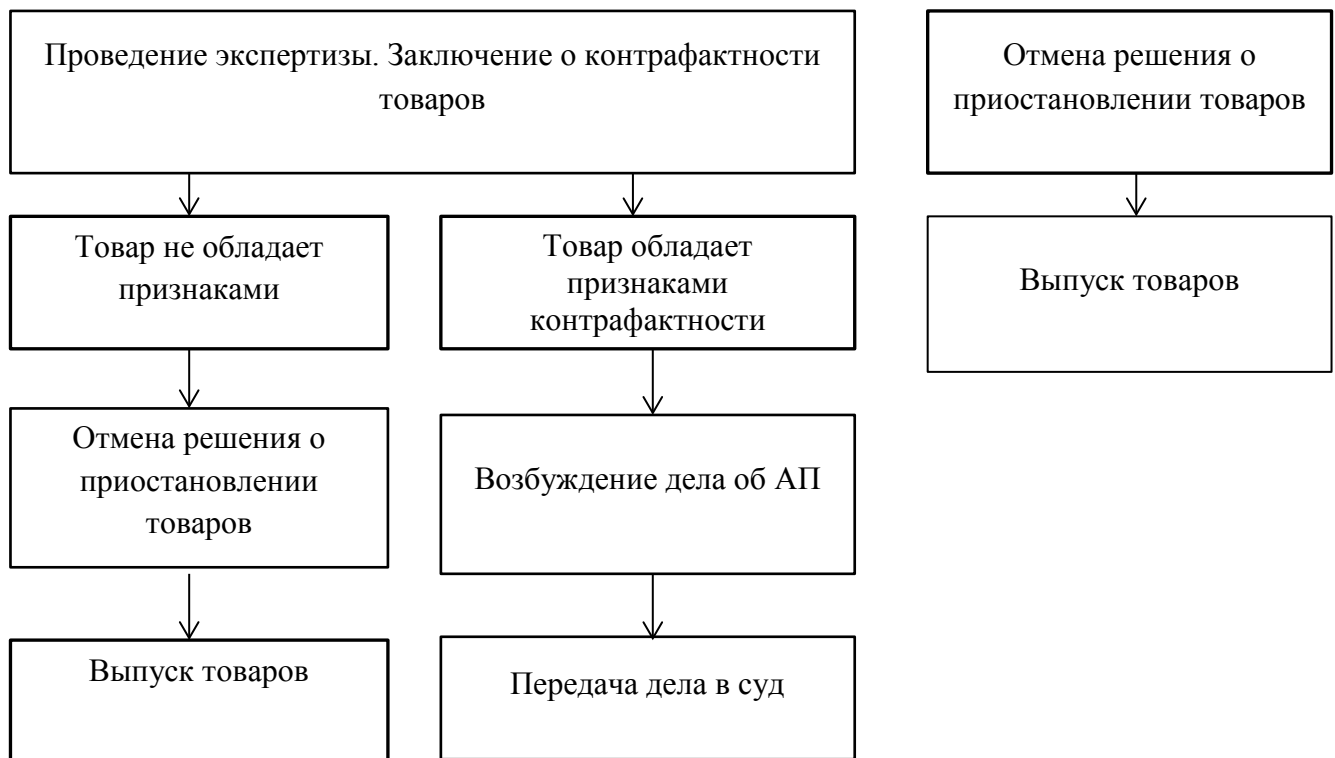 Проведение экспертизы. Заключение о контрафактности
товаров
Отмена решения о
приостановлении товаров
Товар не обладает
признаками
Товар обладает
признаками
контрафактности
Выпуск товаров
Отмена решения о
приостановлении
товаров
Возбуждение дела об АП
Выпуск товаров
Передача дела в суд